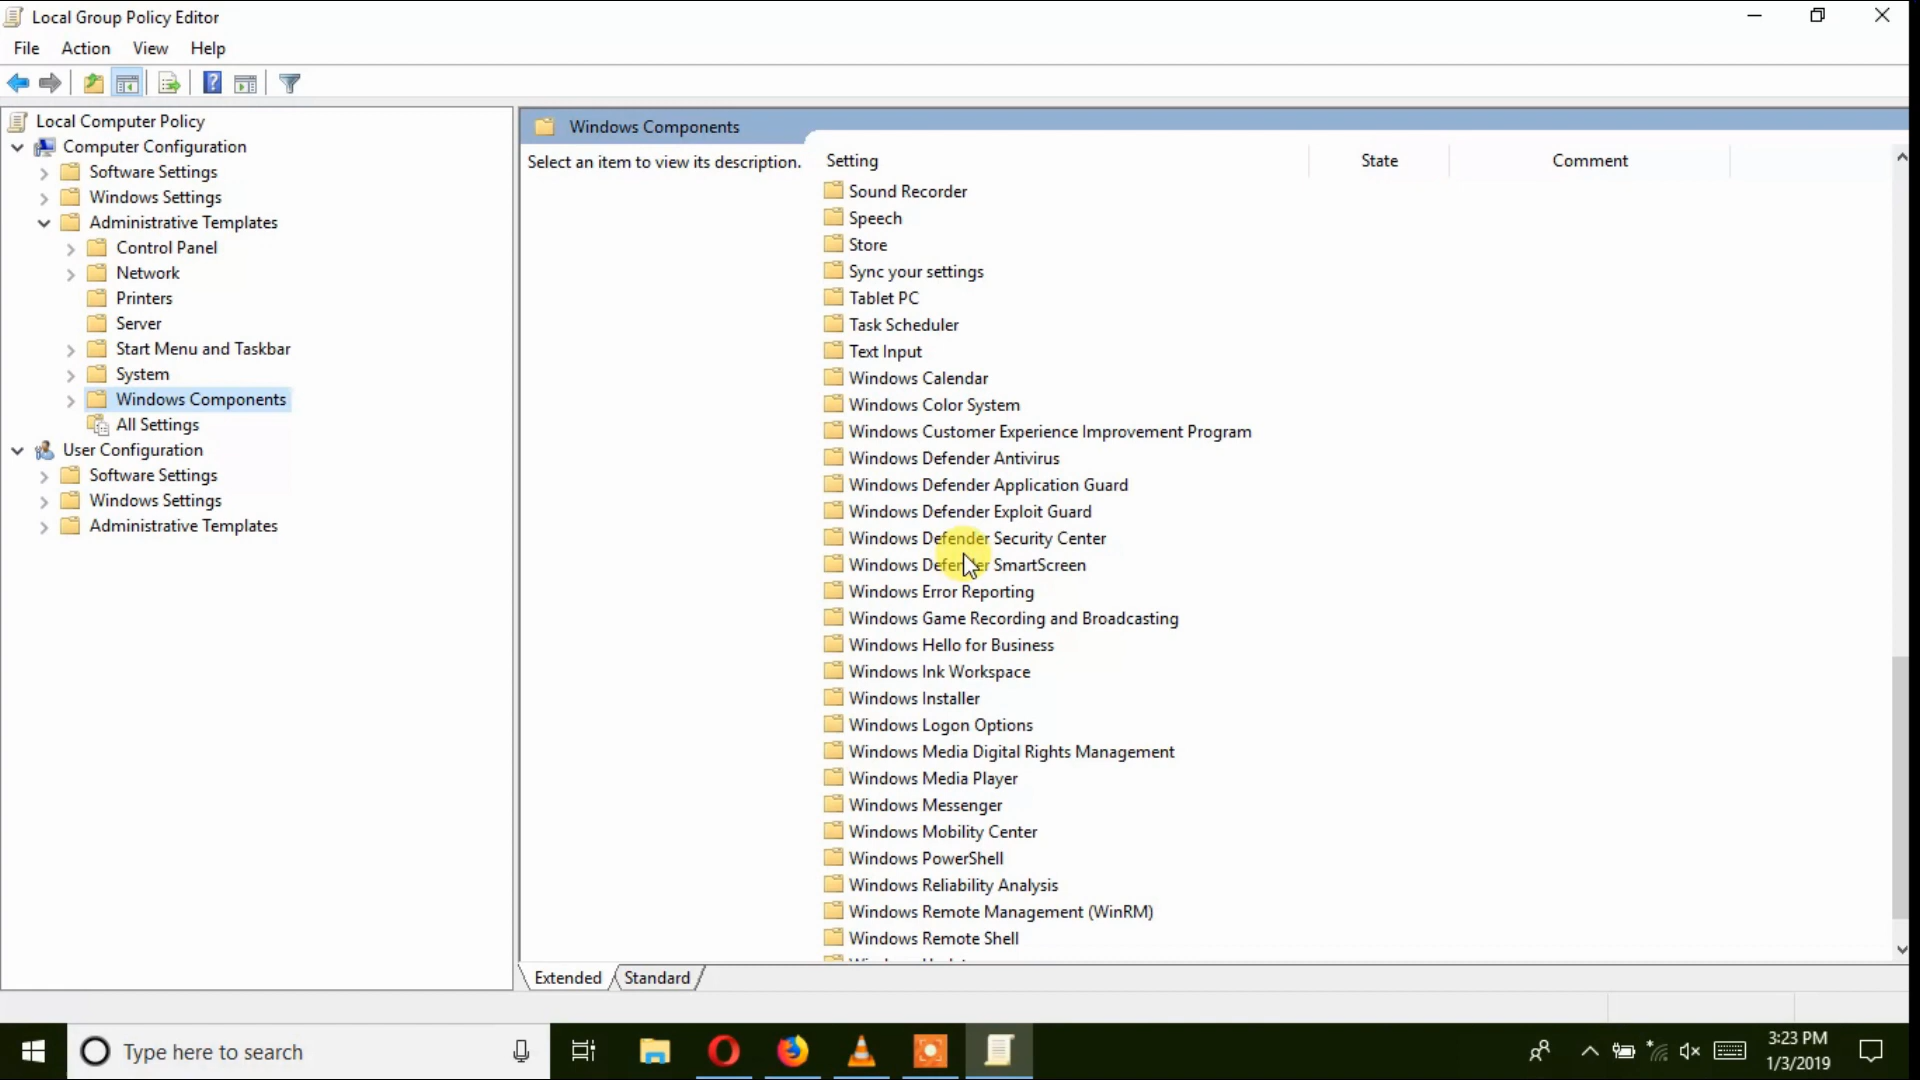 Local Group Policy Editor
File Action View Help
Local Computer Policy
Computer Configuration
Software Settings
Windows Settings
Administrative Templates
Control Panel
Network
Printers
Server
Start Menu and Taskbar
System
Windows Components
All Settings
User Configuration
Software Settings
Windows Settings
Administrative Templates
Windows Components
Select an item to view its description.
Setting State Comment
Sound Recorder
Speech
Store
Sync your settings
Tablet PC
Task Scheduler
Text Input
Windows Calendar
Windows Color System
Windows Customer Experience Improvement Program
Windows Defender Antivirus
Windows Defender Application Guard
Windows Defender Exploit Guard
Windows Defender Security Center
Windows Defender SmartScreen
Windows Error Reporting
Windows Game Recording and Broadcasting
Windows Hello for Business
Windows Ink Workspace
Windows Installer
Windows Logon Options
Windows Media Digital Rights Management
Windows Media Player
Windows Messenger
Windows Mobility Center
Windows PowerShell
Windows Reliability Analysis
Windows Remote Management (WinRM)
Windows Remote Shell
Extended Standard
Type here to search
3:23 PM
1/3/2019